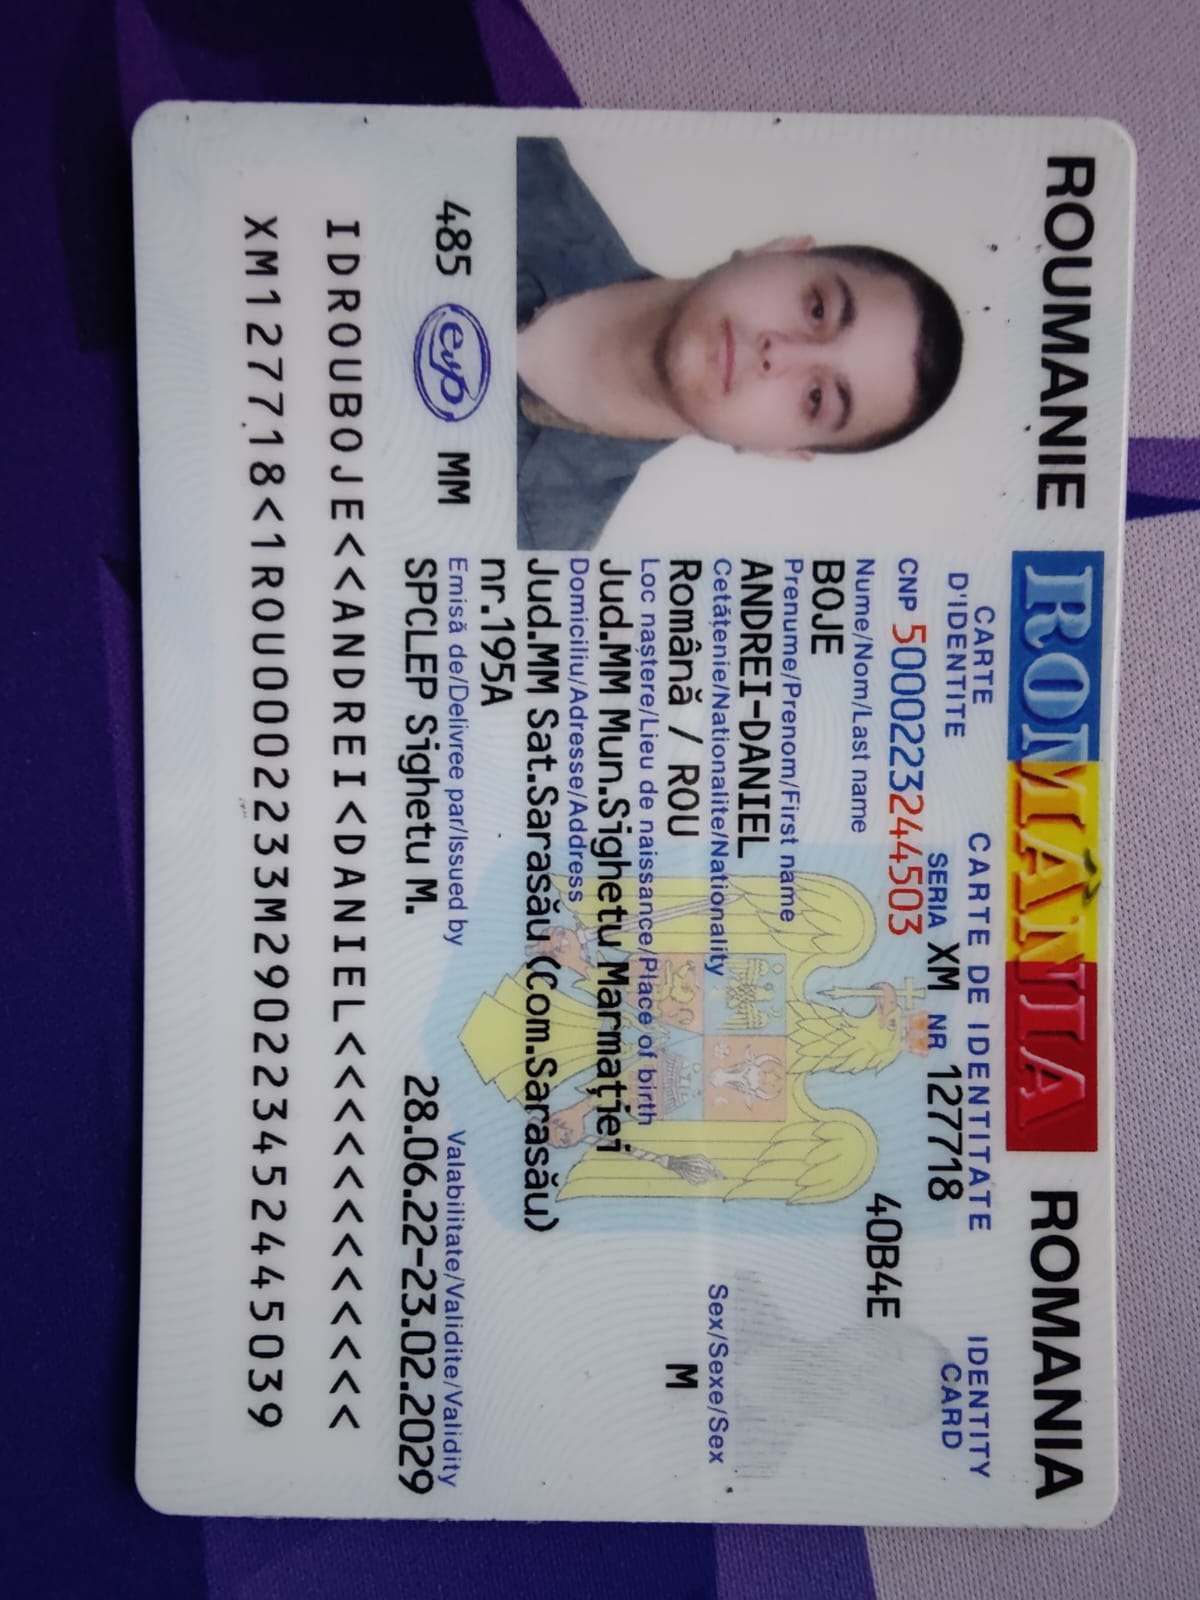 ROUMANIE ROMÂNIA ROMANIA
CARTE D'IDENTITE
CARTE DE IDENTITATE
IDENTITY CARD
SERIA XM NR 127718
CNP 5000223244503
40B4E
Nume/Nom/Last name
BOJE
Prenume/Prenom/First name
ANDREI-DANIEL
Cetățenie/Nationalite/Nationality
Română / ROU
Sex/Sexe/Sex
M
Loc naștere/Lieu de naissance/Place of birth
Jud.MM Mun.Sighetu Marmației
Domiciliu/Adresse/Address
Jud.MM Sat.Sarasău (Com.Sarasău)
nr.195A
Emisă de/Delivree par/Issued by
SPCLEP Sighetu M.
Valabilitate/Validite/Validity
28.06.22-23.02.2029
485 eyp MM
IDROUBOJE<<ANDREI<DANIEL<<<<<<<<<<<<
XM127718<1ROU0002233M290223452445039